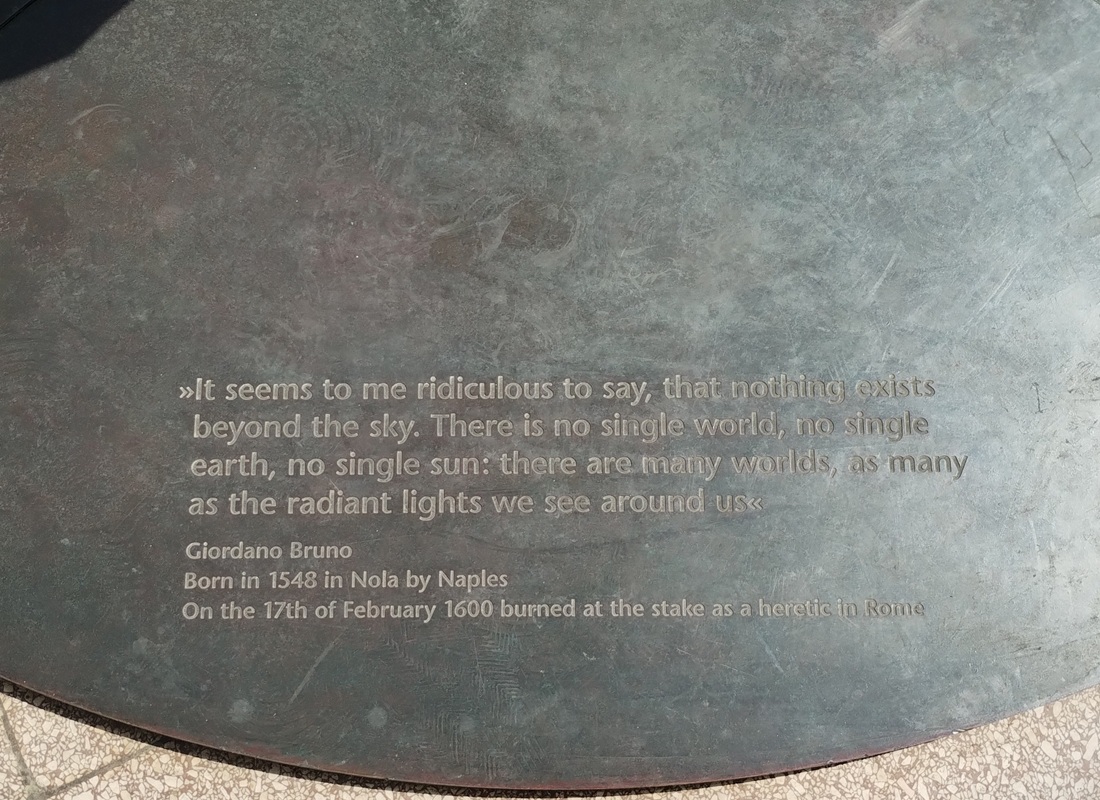 »It seems to me ridiculous to say, that nothing exists
beyond the sky. There is no single world, no single
earth, no single sun: there are many worlds, as many
as the radiant lights we see around us«
Giordano Bruno
Born in 1548 in Nola by Naples
On the 17th of February 1600 burned at the stake as a heretic in Rome